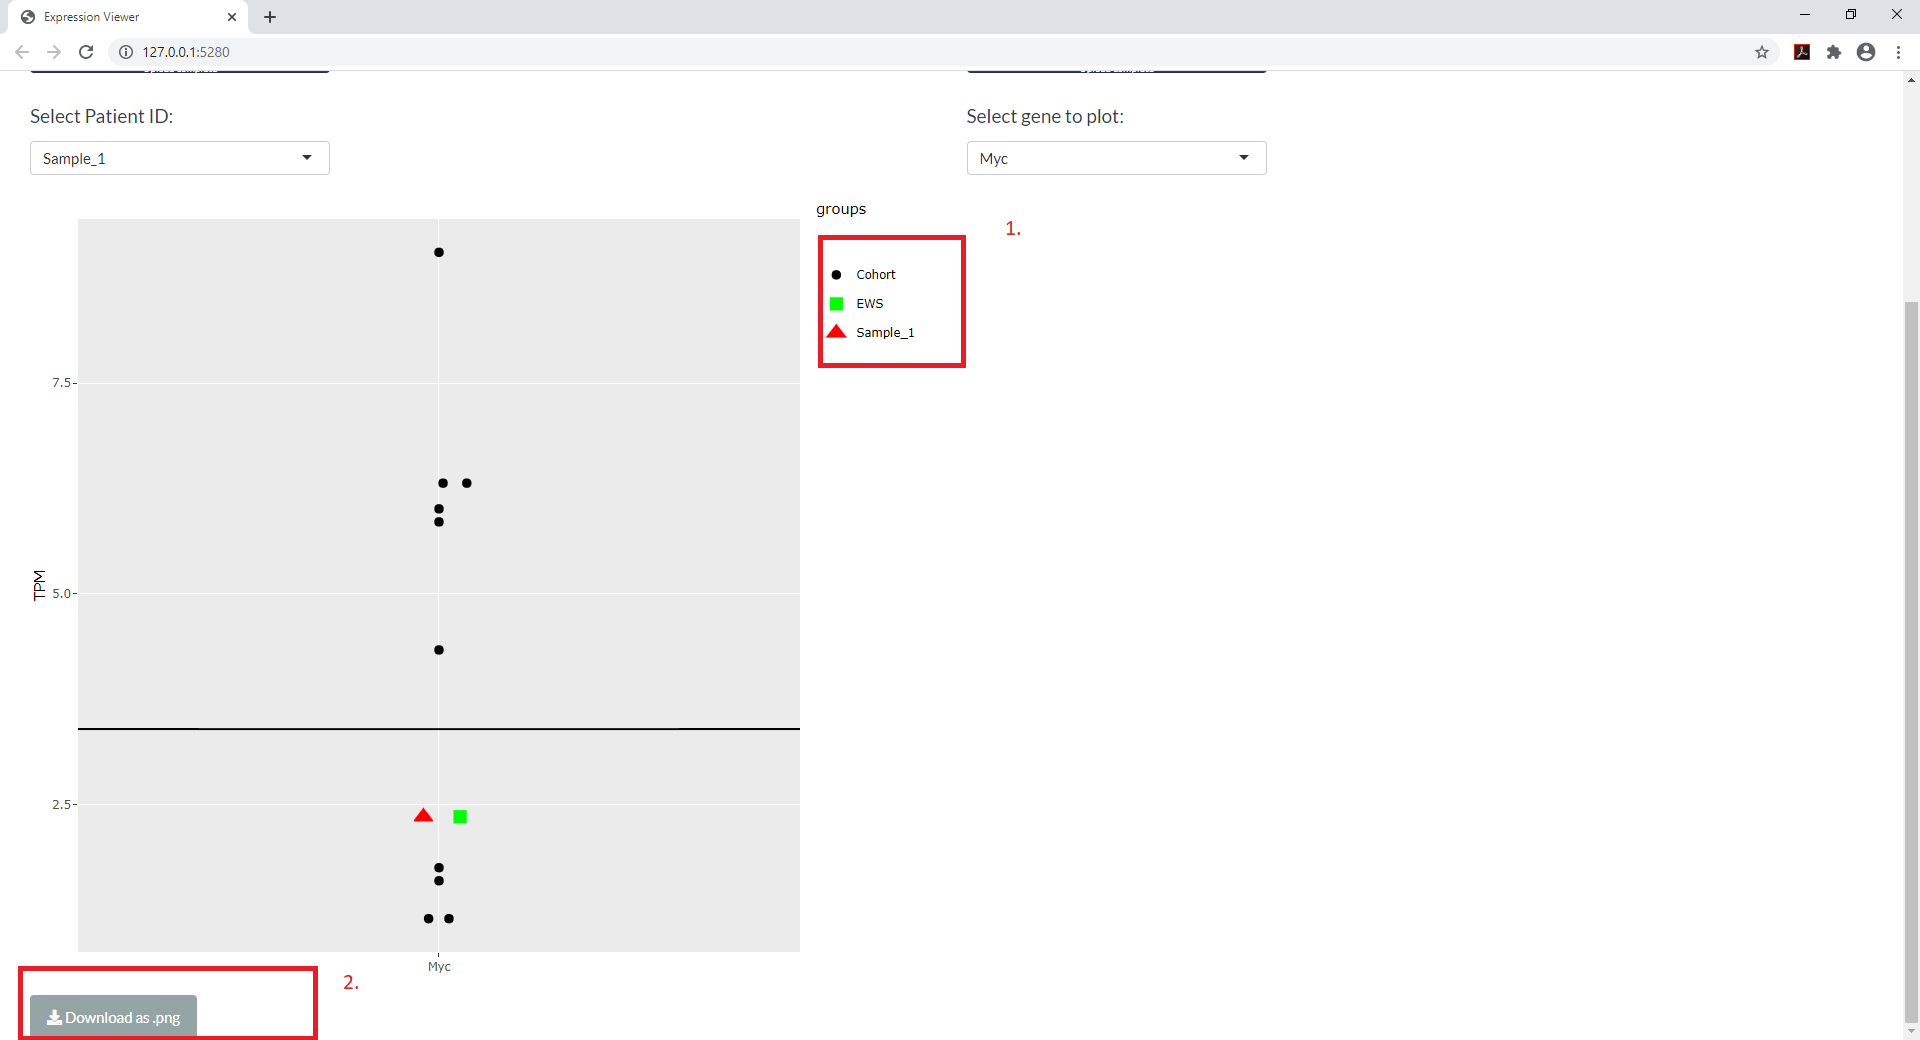 Expression Viewer
127.0.0.1:5280
Select Patient ID:
Select gene to plot:
Sample_1
Myc
groups
1.
Cohort
EWS
Sample_1
7.5
5.0
2.5
TPM
Myc
2.
Download as .png